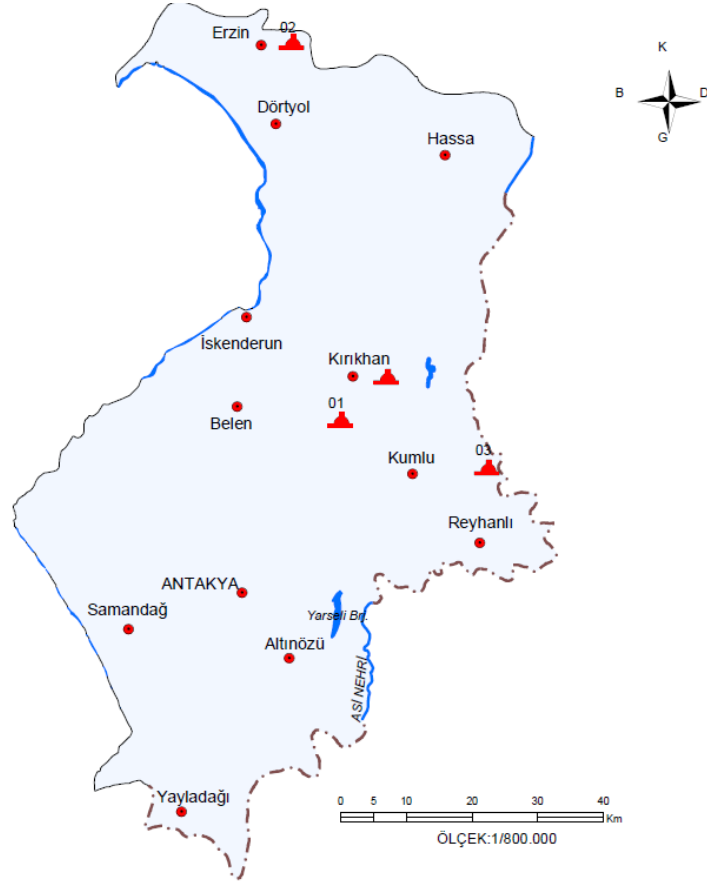 Erzin
02
K
B
D
G
Dörtyol
Hassa
İskenderun
Kırıkhan
01
Belen
Kumlu
03
Reyhanlı
ANTAKYA
Samandağ
Yarseli Brj.
Altınözü
ASİ NEHRİ
Yayladağı
0 5 10 20 30 40
Km
ÖLÇEK:1/800.000